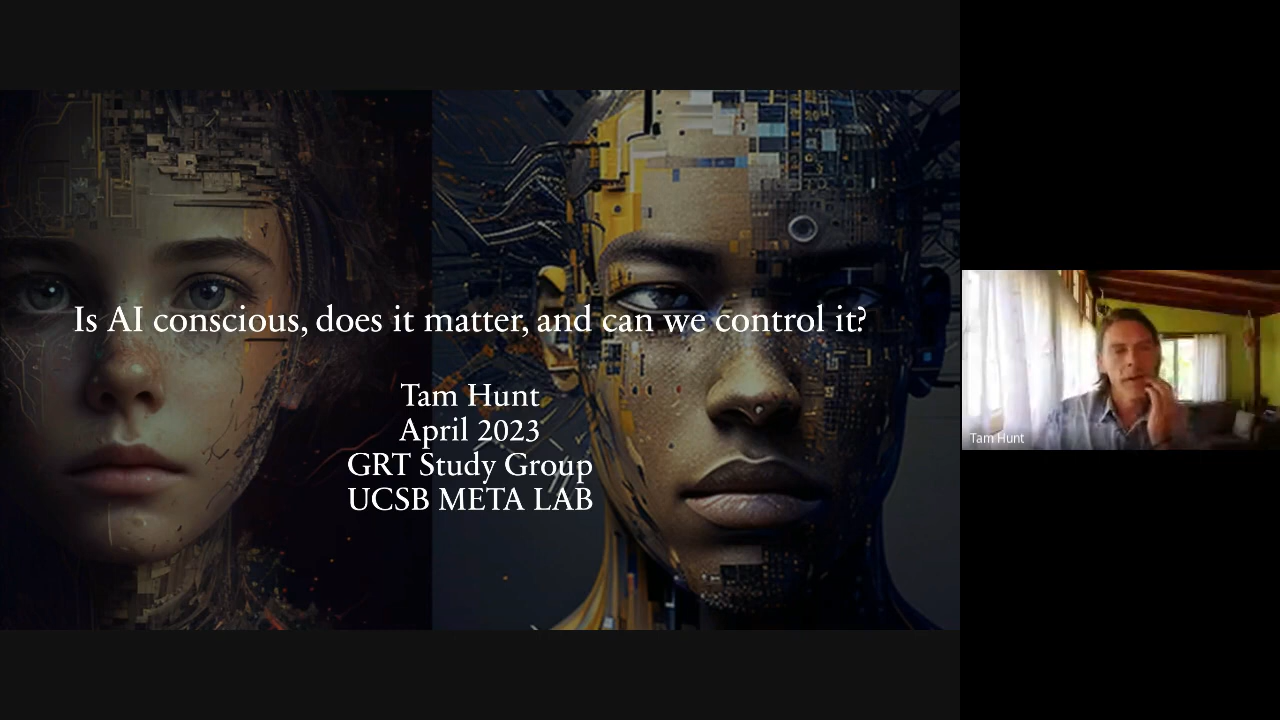 Is AI conscious, does it matter, and can we control it?
Tam Hunt
April 2023
GRT Study Group
UCSB META LAB
Tam Hunt